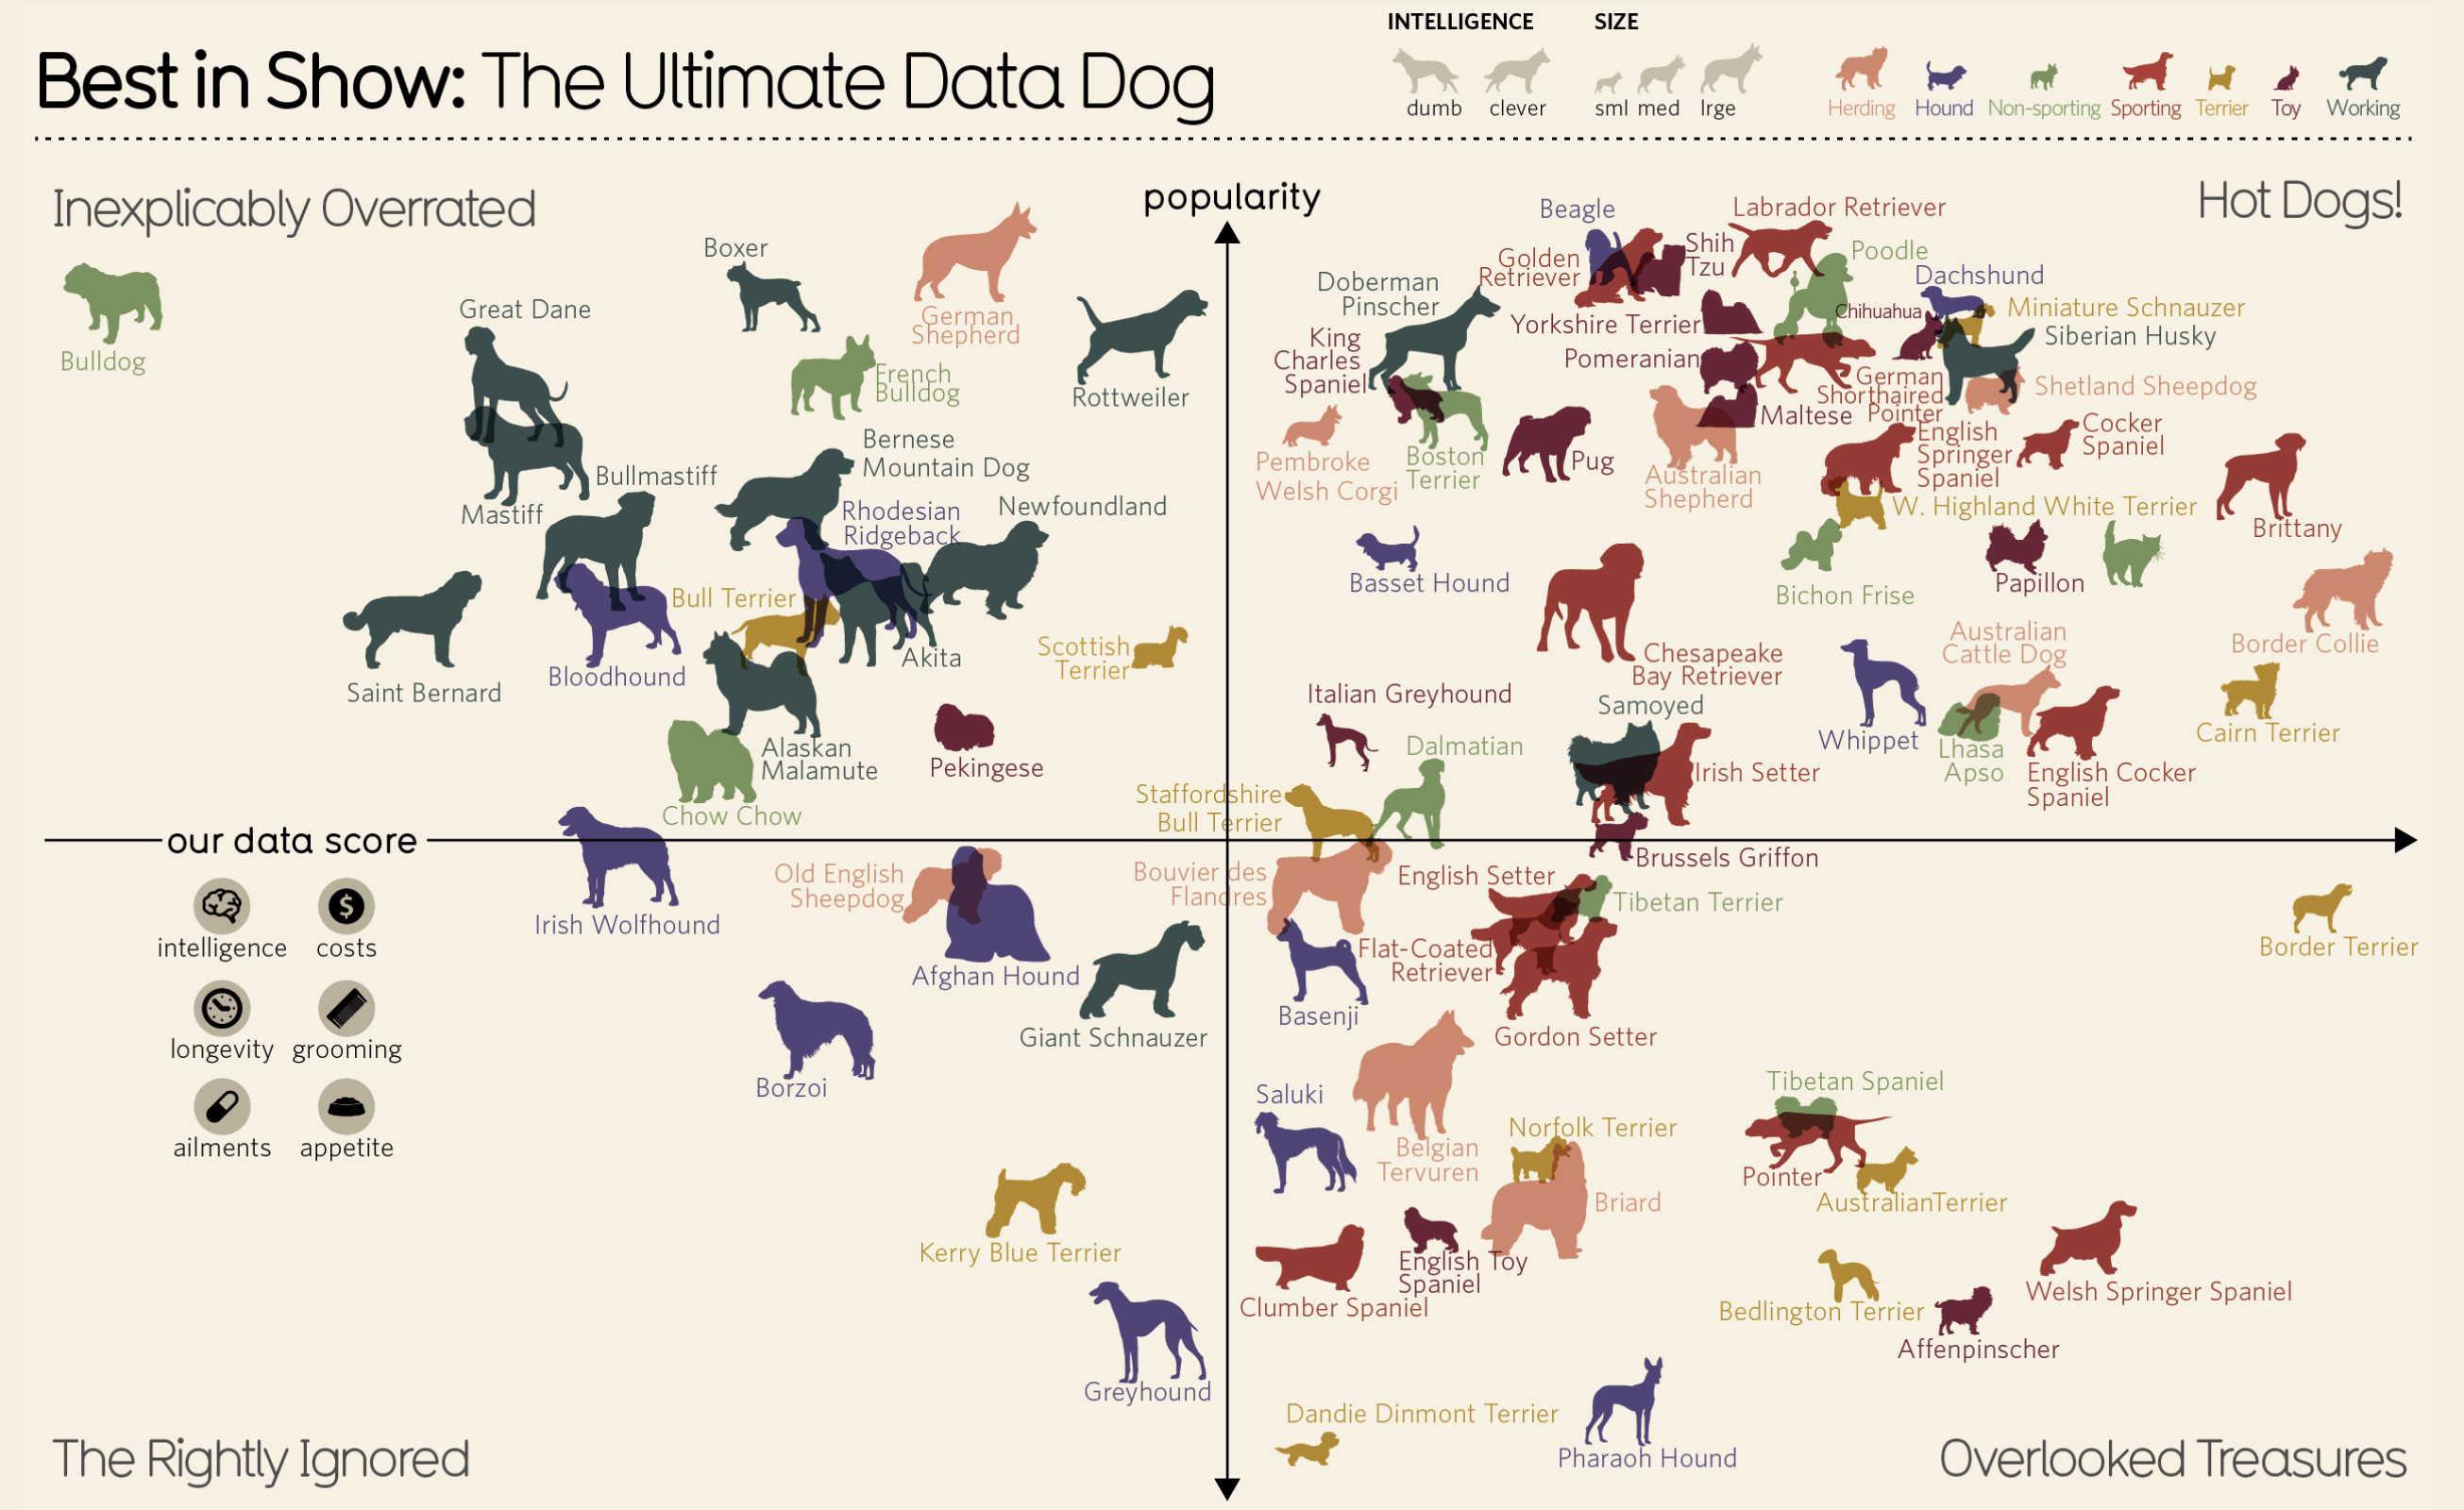 Best in Show: The Ultimate Data Dog
INTELLIGENCE
dumb
clever
SIZE
sml
med
lrge
Herding
Hound
Non-sporting
Sporting
Terrier
Toy
Working
Inexplicably Overrated
popularity
Hot Dogs!
Bulldog
Great Dane
Boxer
German
Shepherd
French
Bulldog
Rottweiler
Mastiff
Bullmastiff
Bernese
Mountain Dog
Rhodesian
Ridgeback
Newfoundland
Saint Bernard
Bloodhound
Bull Terrier
Akita
Scottish
Terrier
Alaskan
Malamute
Pekingese
Chow Chow
Beagle
Labrador Retriever
Golden
Retriever
Shih
Tzu
Poodle
Doberman
Pinscher
Dachshund
Chihuahua
Miniature Schnauzer
Yorkshire Terrier
Siberian Husky
King
Charles
Spaniel
Pomeranian
German
Shorthaired
Pointer
Shetland Sheepdog
Maltese
Pembroke
Welsh Corgi
Boston
Terrier
Pug
Australian
Shepherd
English
Springer
Spaniel
Cocker
Spaniel
W. Highland White Terrier
Brittany
Basset Hound
Bichon Frise
Papillon
Chesapeake
Bay Retriever
Australian
Cattle Dog
Border Collie
Italian Greyhound
Samoyed
Whippet
Lhasa
Apso
English Cocker
Spaniel
Cairn Terrier
Dalmatian
Irish Setter
Staffordshire
Bull Terrier
our data score
intelligence
costs
longevity
grooming
ailments
appetite
Irish Wolfhound
Old English
Sheepdog
Afghan Hound
Giant Schnauzer
Borzoi
Kerry Blue Terrier
Greyhound
The Rightly Ignored
Brussels Griffon
Bouvier des
Flandres
English Setter
Tibetan Terrier
Border Terrier
Flat-Coated
Retriever
Basenji
Gordon Setter
Saluki
Belgian
Tervuren
Tibetan Spaniel
Norfolk Terrier
Pointer
AustralianTerrier
Briard
English Toy
Spaniel
Clumber Spaniel
Welsh Springer Spaniel
Bedlington Terrier
Affenpinscher
Dandie Dinmont Terrier
Pharaoh Hound
Overlooked Treasures